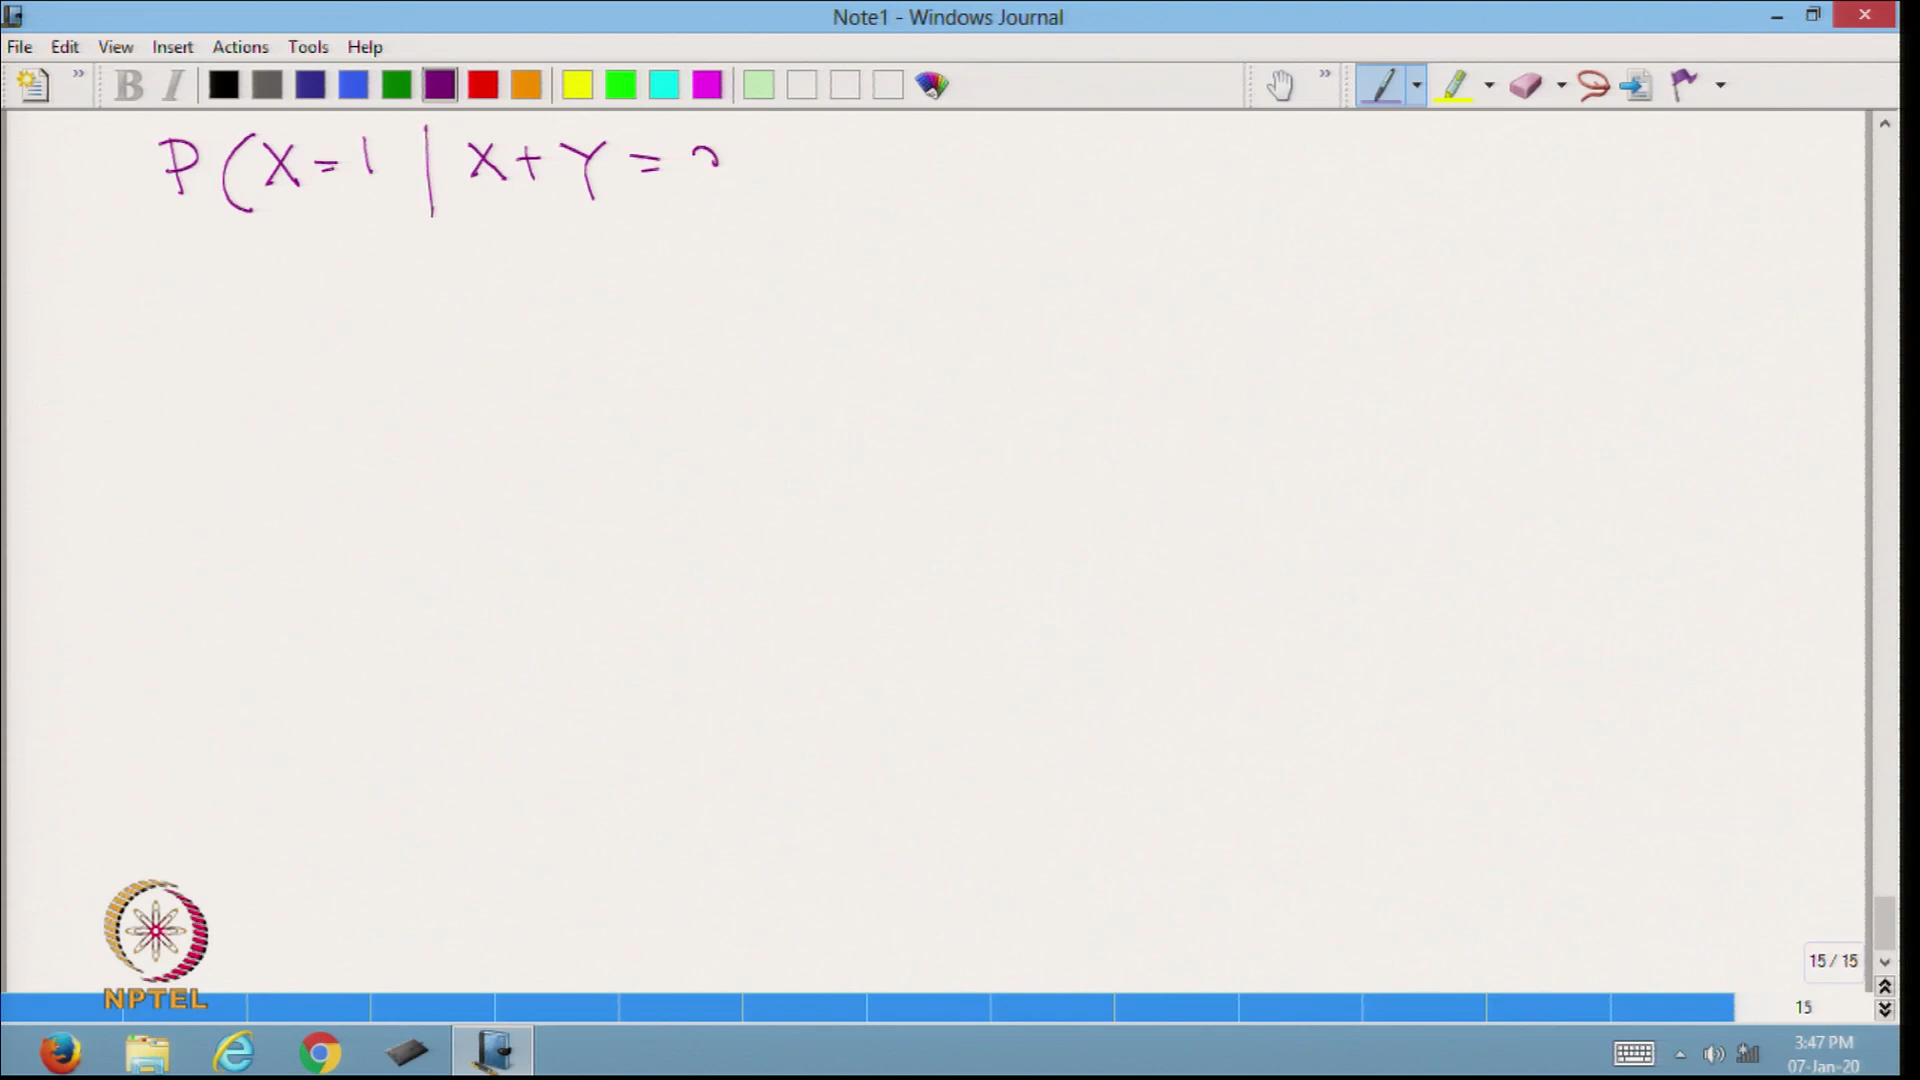 Note1 - Windows Journal
File Edit View Insert Actions Tools Help
B I
P(X=1 | X+Y=
NPTEL
15 / 15
15
3:47 PM
07-Jan-20